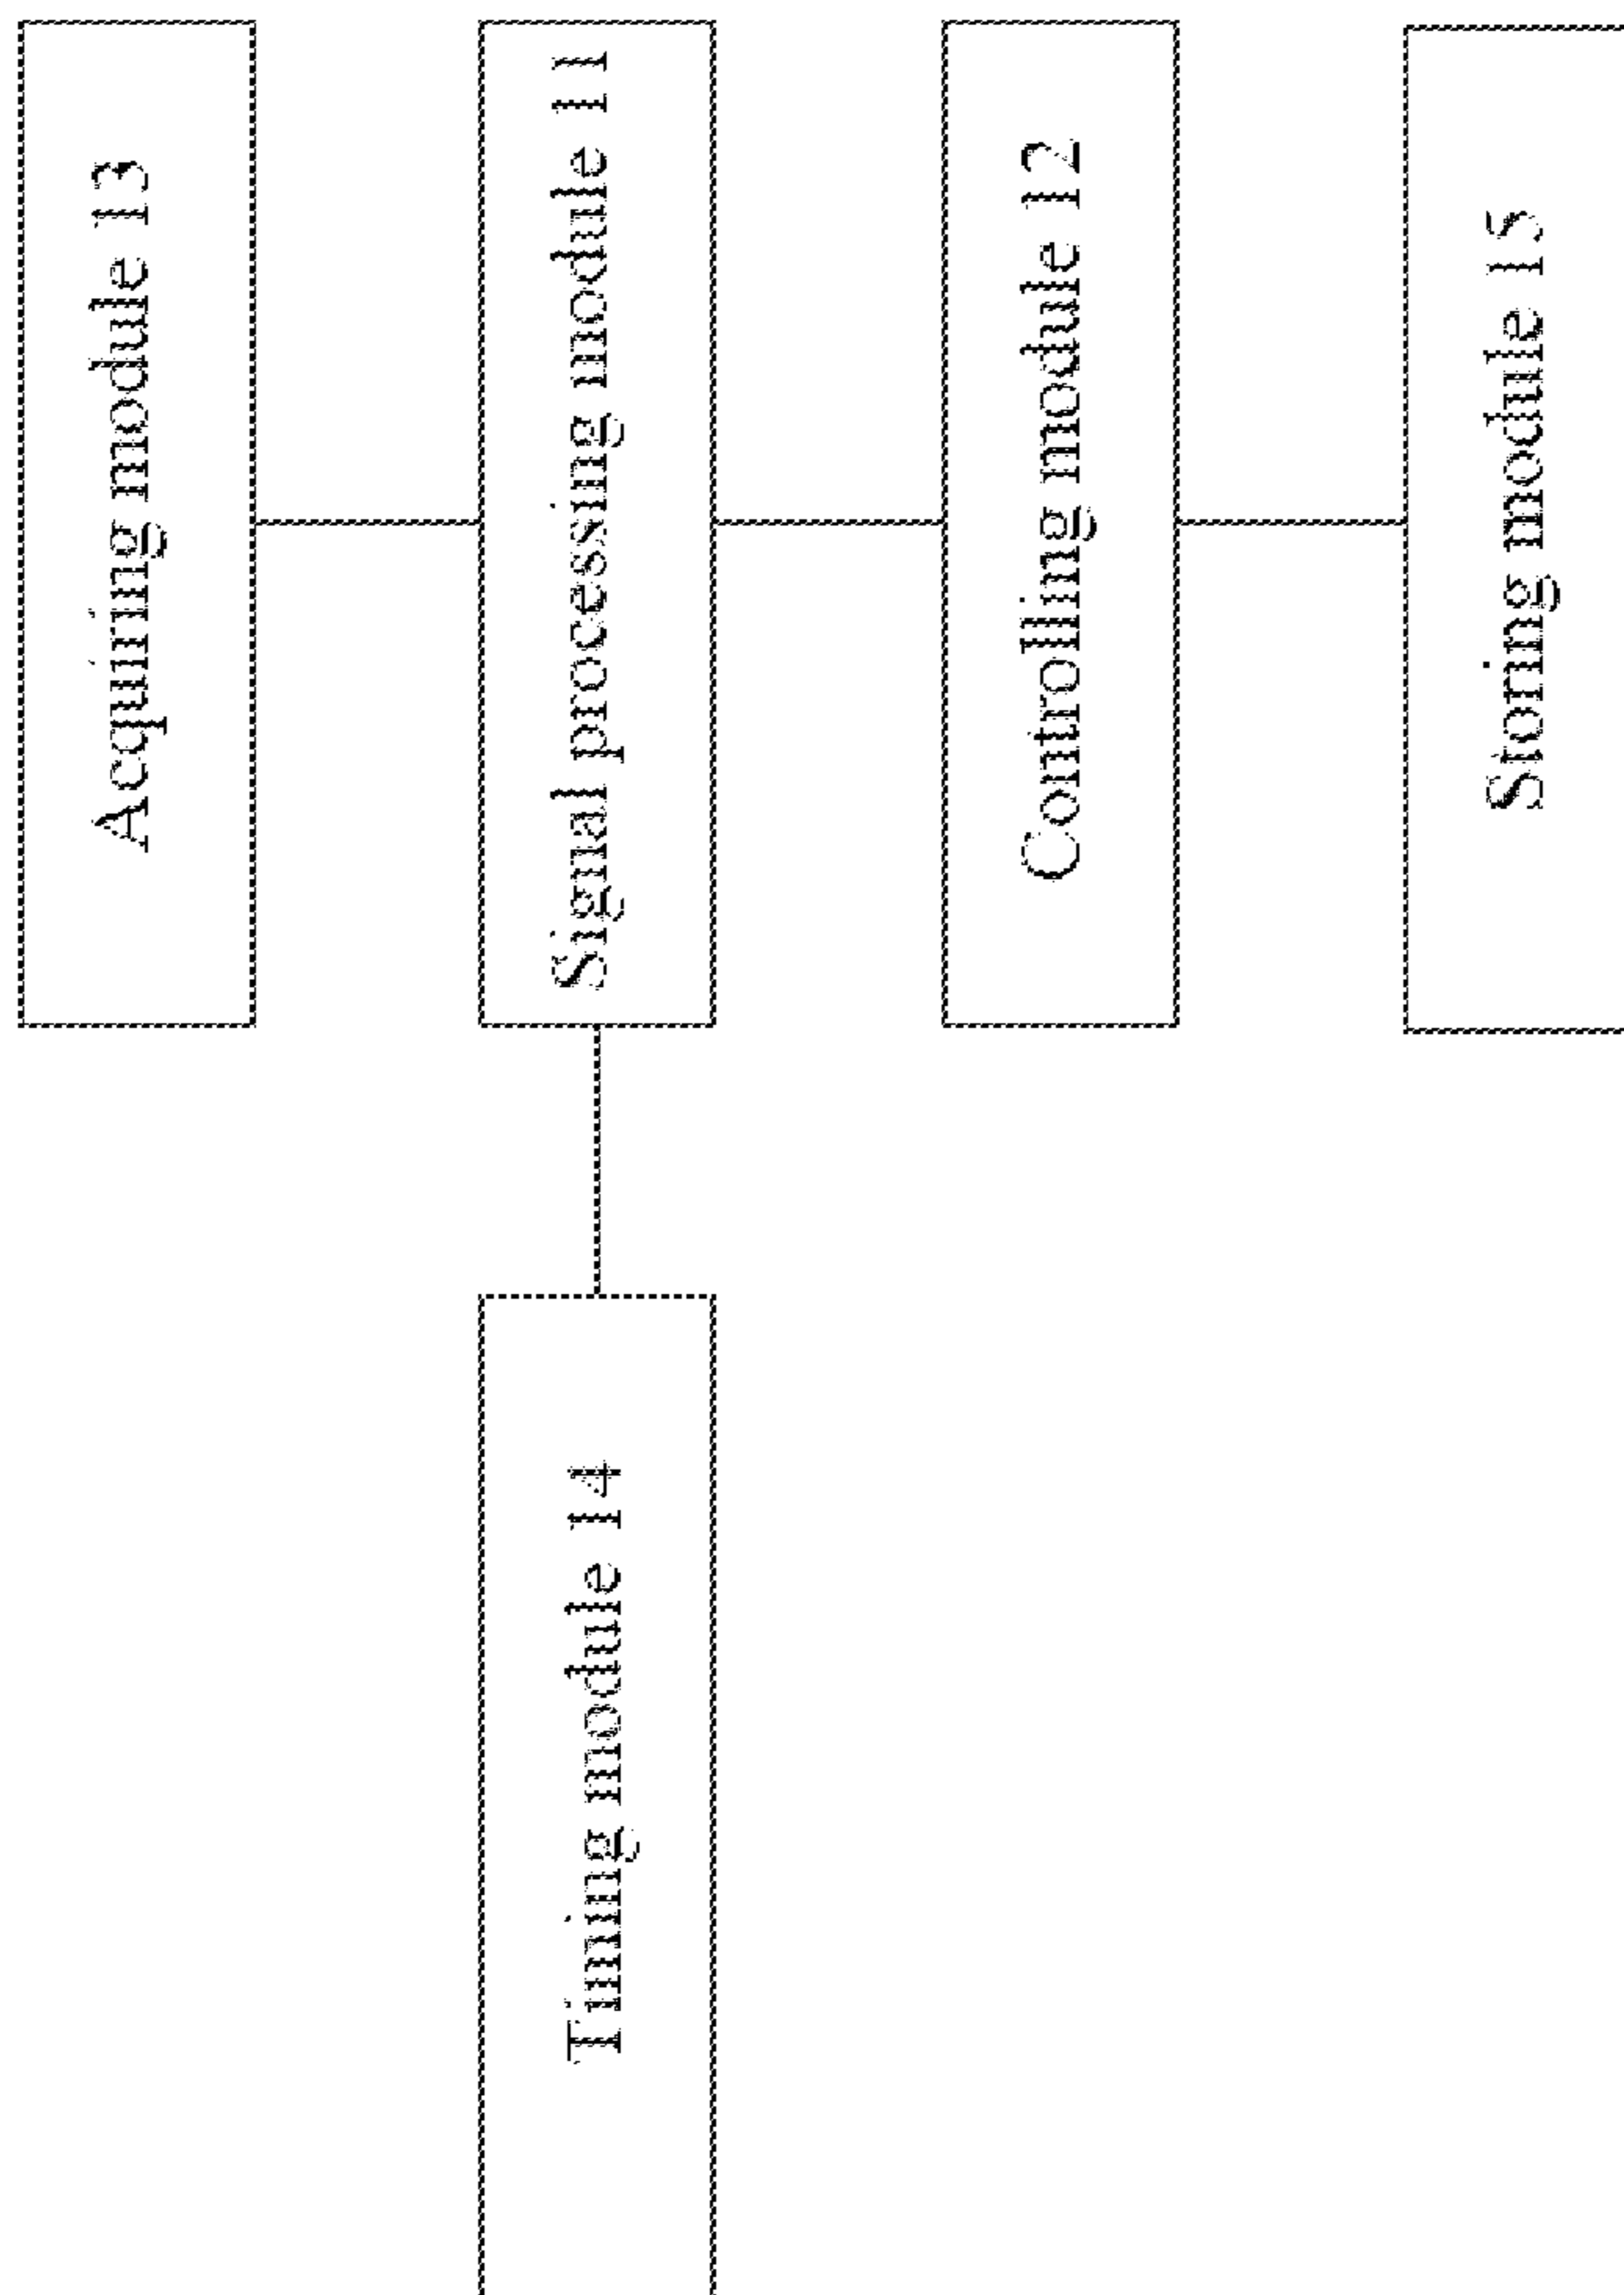 Acquiring module 13
Signal processing module 11
Controlling module 12
Storing module 15
Timing module 14